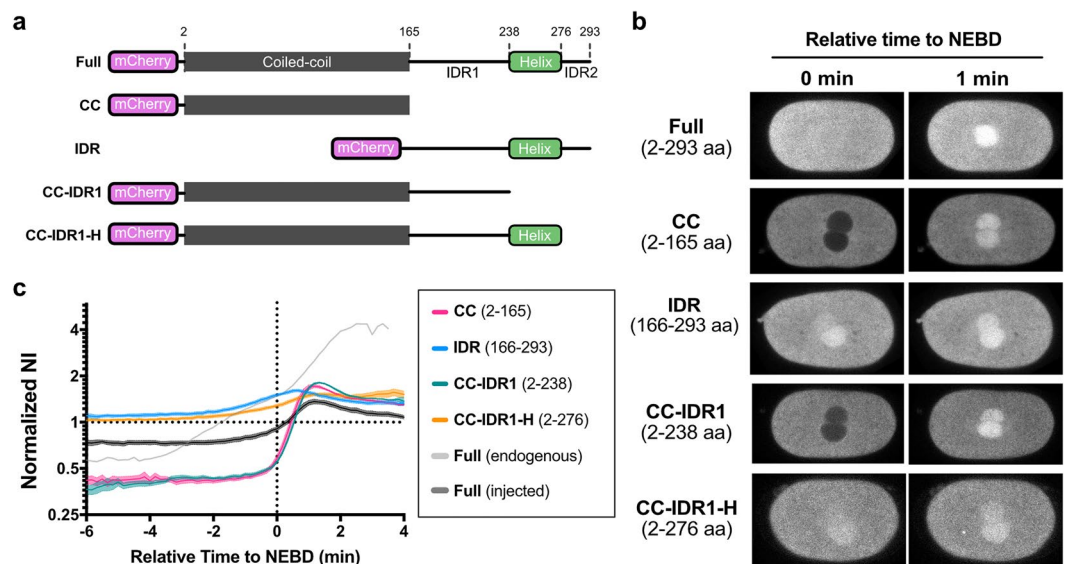 a
2 165 238 276 293
Full mCherry Coiled-coil IDR1 Helix IDR2
CC mCherry
IDR mCherry Helix
CC-IDR1 mCherry
CC-IDR1-H mCherry Helix
b
Relative time to NEBD
0 min 1 min
Full
(2-293 aa)
CC
(2-165 aa)
IDR
(166-293 aa)
CC-IDR1
(2-238 aa)
CC-IDR1-H
(2-276 aa)
c
Normalized NI
4
2
1
0.5
0.25
-6 -4 -2 0 2 4
Relative Time to NEBD (min)
CC (2-165)
IDR (166-293)
CC-IDR1 (2-238)
CC-IDR1-H (2-276)
Full (endogenous)
Full (injected)